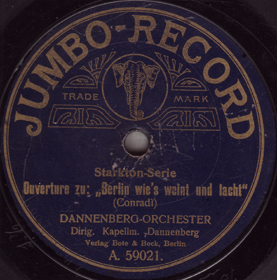 JUMBO-RECORD
TRADE MARK
Starkton-Serie
Ouverture zu: „Berlin wie's weint und lacht"
(Conradi)
DANNENBERG-ORCHESTER
Dirig. Kapellm. Dannenberg
Verlag Bote & Bock, Berlin
A. 59021.